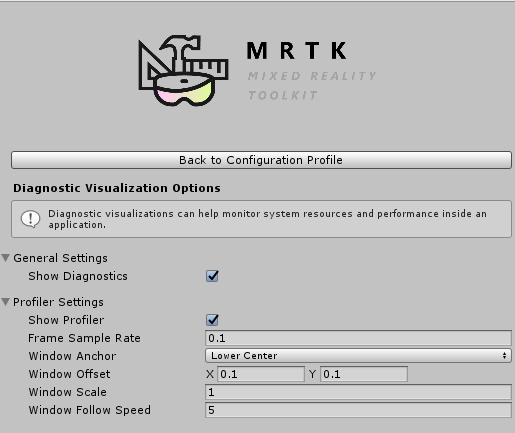 MRTK
MIXED REALITY
TOOLKIT
Back to Configuration Profile
Diagnostic Visualization Options
Diagnostic visualizations can help monitor system resources and performance inside an
application.
General Settings
Show Diagnostics
Profiler Settings
Show Profiler
Frame Sample Rate 0.1
Window Anchor Lower Center
Window Offset X 0.1 Y 0.1
Window Scale 1
Window Follow Speed 5